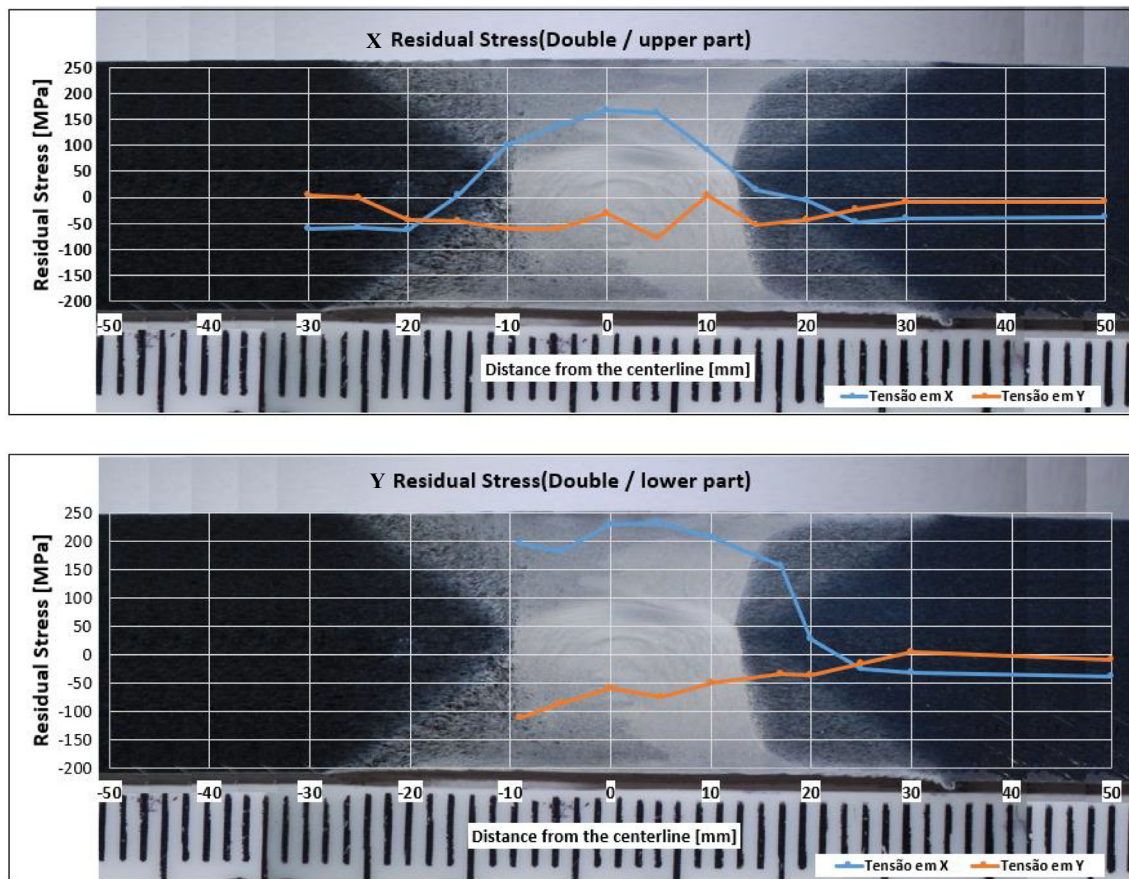 X Residual Stress(Double / upper part)
Residual Stress [MPa]
250
200
150
100
50
0
-50
-100
-150
-200
-50 -40 -30 -20 -10 0 10 20 30 40 50
Distance from the centerline [mm]
Tensão em X Tensão em Y
Y Residual Stress(Double / lower part)
Residual Stress [MPa]
250
200
150
100
50
0
-50
-100
-150
-200
-50 -40 -30 -20 -10 0 10 20 30 40 50
Distance from the centerline [mm]
Tensão em X Tensão em Y